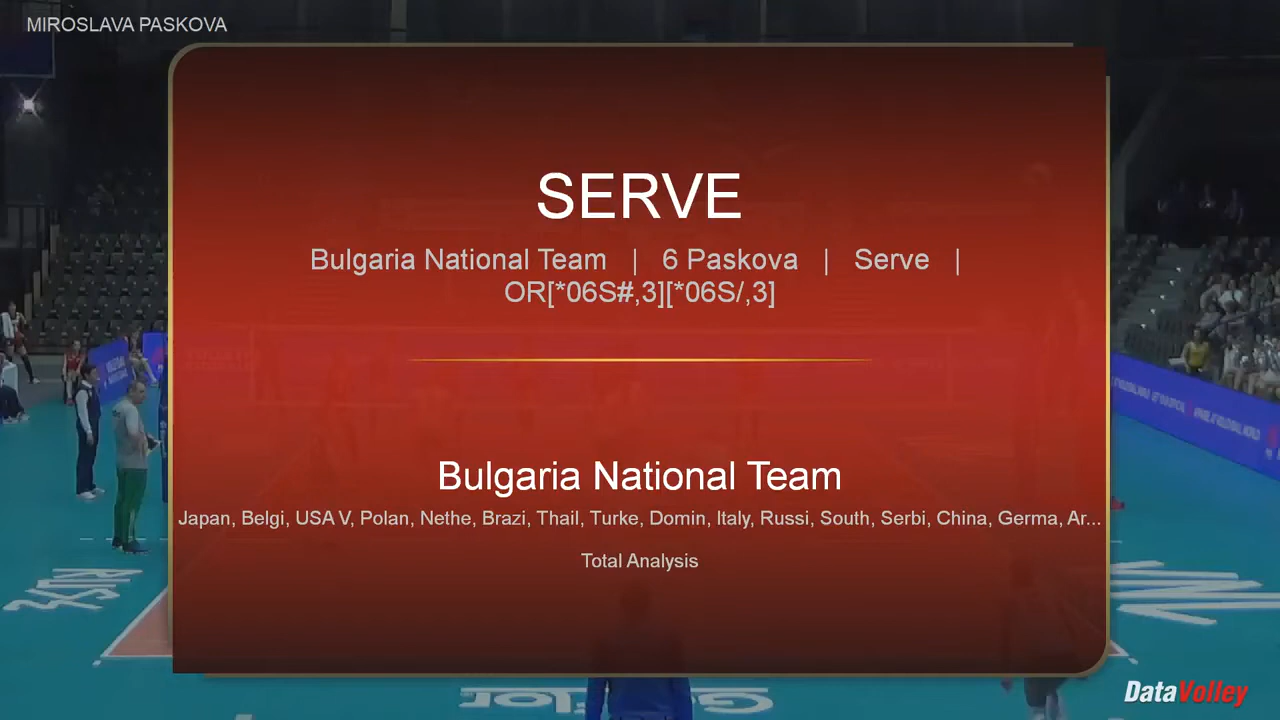 MIROSLAVA PASKOVA
SERVE
Bulgaria National Team | 6 Paskova | Serve |
OR[*06S#,3][*06S/,3]
Bulgaria National Team
Japan, Belgi, USA V, Polan, Nethe, Brazi, Thail, Turke, Domin, Italy, Russi, South, Serbi, China, Germa, Ar...
Total Analysis
DataVolley